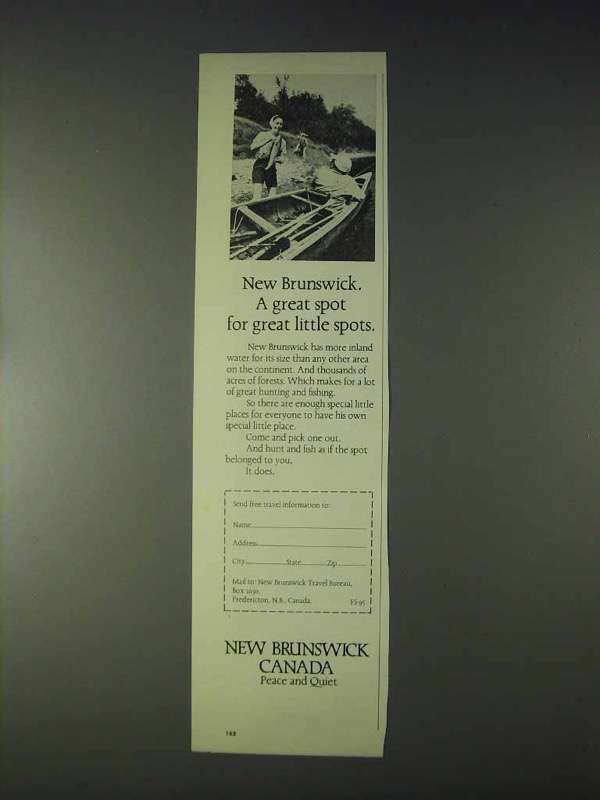 New Brunswick.
A great spot
for great little spots.
New Brunswick has more inland
water for its size than any other area
on the continent. And thousands of
acres of forests. Which makes for a lot
of great hunting and fishing.
So there are enough special little
places for everyone to have his own
special little place.
Come and pick one out.
And hunt and fish as if the spot
belonged to you.
It does.
Send free travel information to:
Name
Address
City State Zip
Mail to: New Brunswick Travel Bureau,
Box 1030,
Fredericton, N.B., Canada. FS-95
NEW BRUNSWICK
CANADA
Peace and Quiet
168